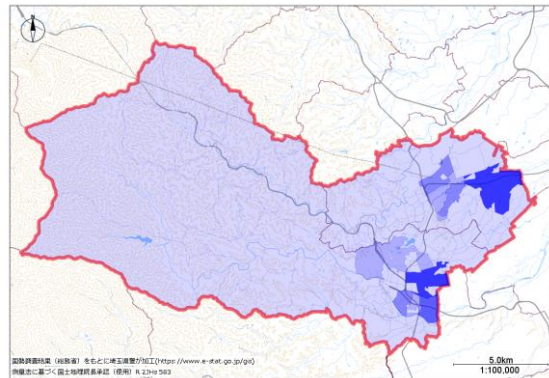 国勢調査結果（総務省）をもとに埼玉県警が加工(https://www.e-stat.go.jp/gis)
測量法に基づく国土地理院長承認（使用）R 2JHs 583
5.0km
1:100,000